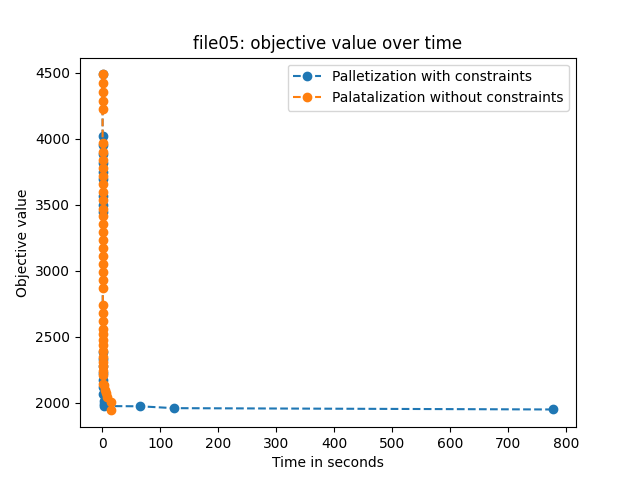 file05: objective value over time
Palletization with constraints
Palatalization without constraints
Objective value
4500
4000
3500
3000
2500
2000
0 100 200 300 400 500 600 700 800
Time in seconds